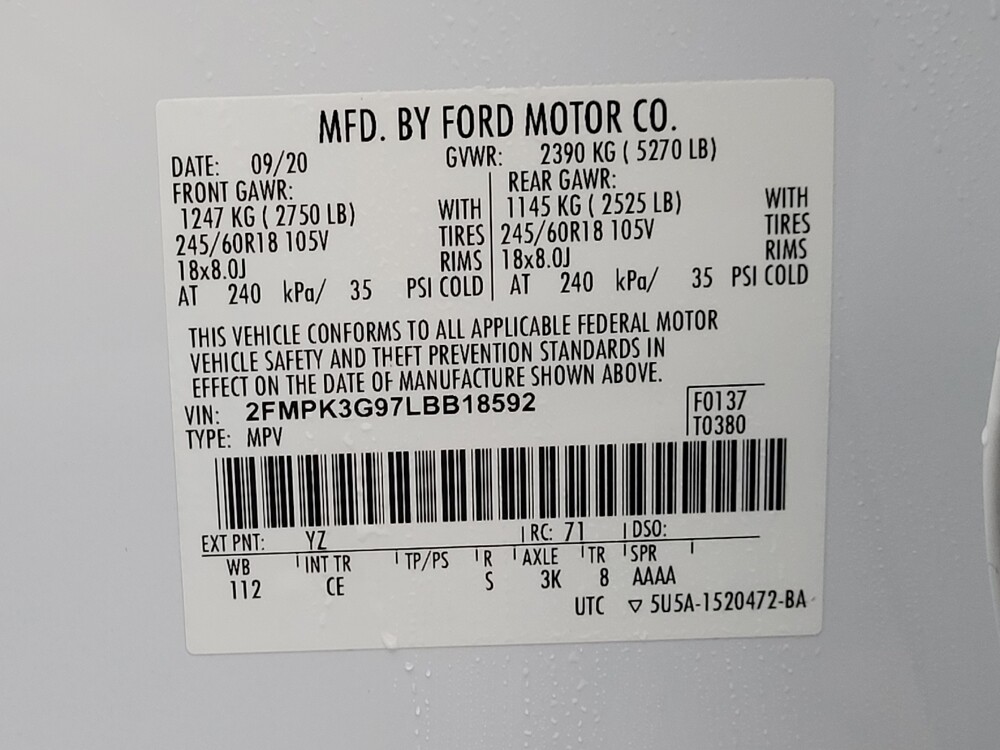 MFD. BY FORD MOTOR CO.
DATE: 09/20 GVWR: 2390 KG ( 5270 LB)
FRONT GAWR: REAR GAWR:
1247 KG ( 2750 LB) WITH 1145 KG ( 2525 LB) WITH
245/60R18 105V TIRES 245/60R18 105V TIRES
18x8.0J RIMS 18x8.0J RIMS
AT 240 kPa/ 35 PSI COLD AT 240 kPa/ 35 PSI COLD
THIS VEHICLE CONFORMS TO ALL APPLICABLE FEDERAL MOTOR
VEHICLE SAFETY AND THEFT PREVENTION STANDARDS IN
EFFECT ON THE DATE OF MANUFACTURE SHOWN ABOVE.
VIN: 2FMPK3G97LBB18592 F0137
TYPE: MPV T0380
EXT PNT: YZ RC: 71 DSO:
WB INT TR TP/PS R AXLE TR SPR
112 CE S 3K 8 AAAA
UTC ▽ 5U5A-1520472-BA